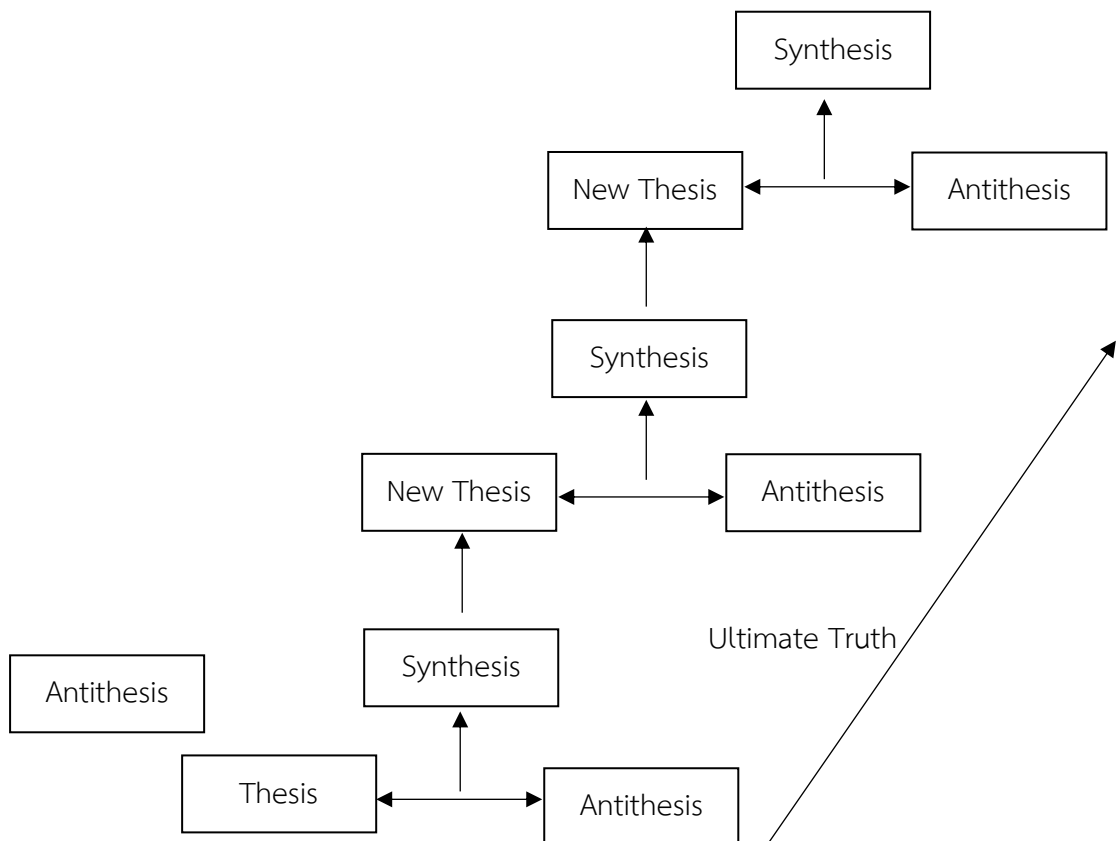 Synthesis
New Thesis
Antithesis
Synthesis
New Thesis
Antithesis
Synthesis
Ultimate Truth
Antithesis
Thesis
Antithesis